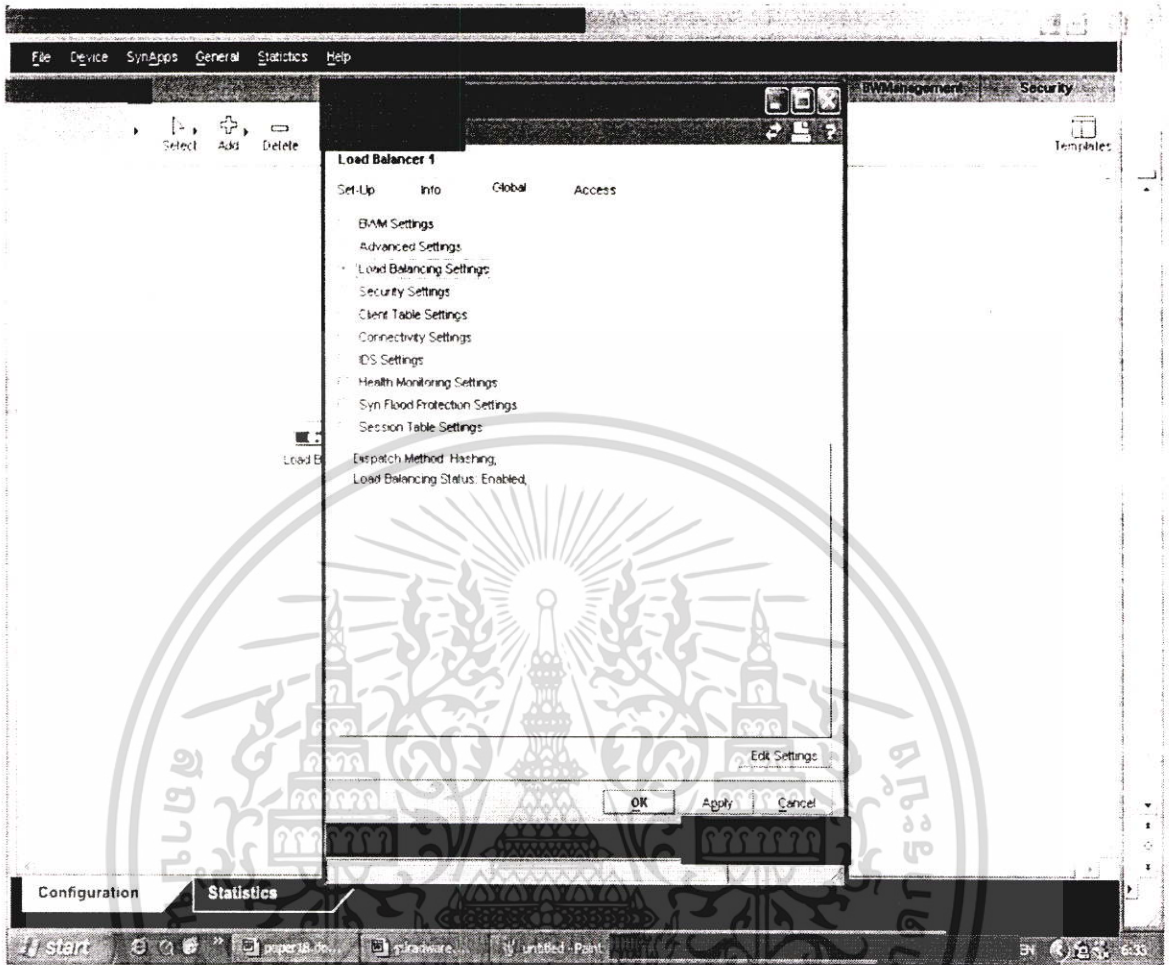 File Device SynApps General Statistics Help
BWManagement Security
Select Add Delete
Templates
Load Balancer 1
Set-Up Info Global Access
BWM Settings
Advanced Settings
Load Balancing Settings
Security Settings
Client Table Settings
Connectivity Settings
IDS Settings
Health Monitoring Settings
Syn Flood Protection Settings
Session Table Settings
Load B
Dispatch Method: Hashing;
Load Balancing Status: Enabled;
Edit Settings
OK Apply Cancel
Configuration Statistics
start paper18.do... untitled - Paint EN 6:33